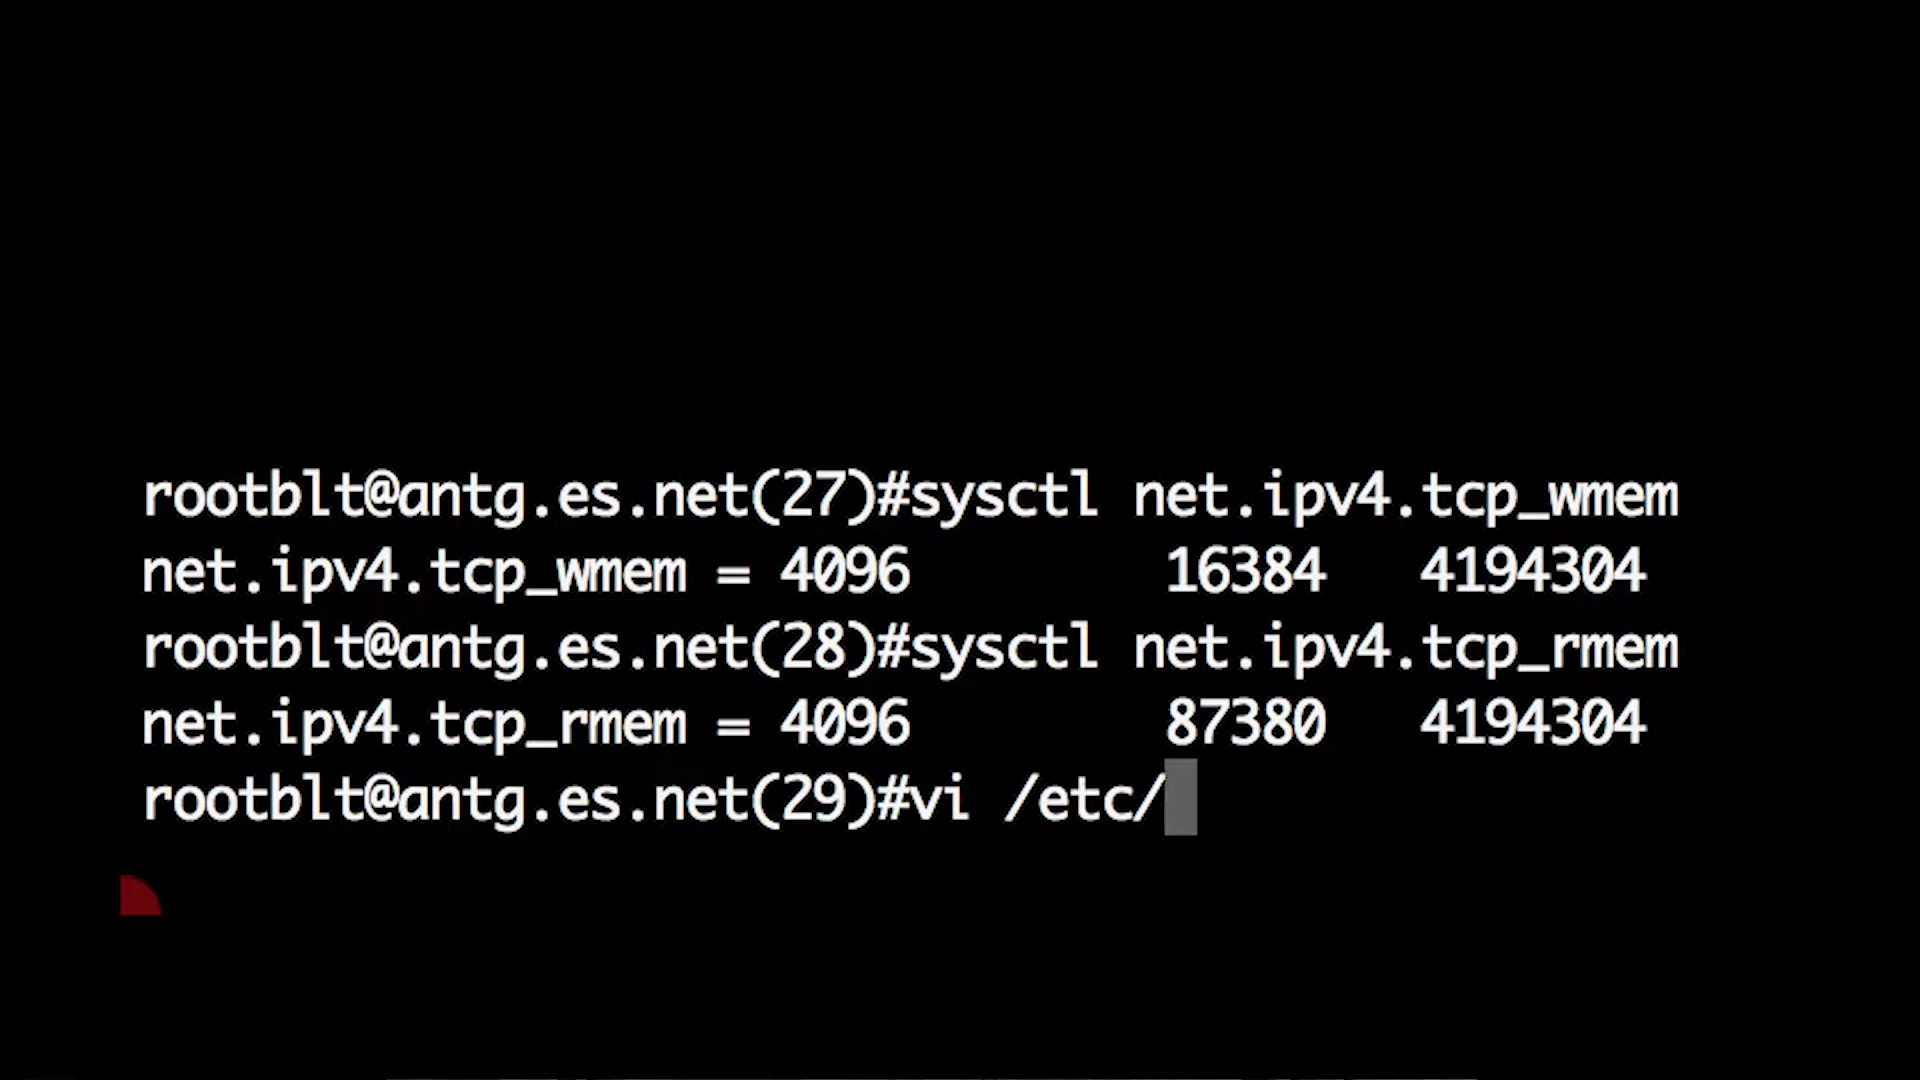 rootblt@antg.es.net(27)#sysctl net.ipv4.tcp_wmem
net.ipv4.tcp_wmem = 4096 16384 4194304
rootblt@antg.es.net(28)#sysctl net.ipv4.tcp_rmem
net.ipv4.tcp_rmem = 4096 87380 4194304
rootblt@antg.es.net(29)#vi /etc/